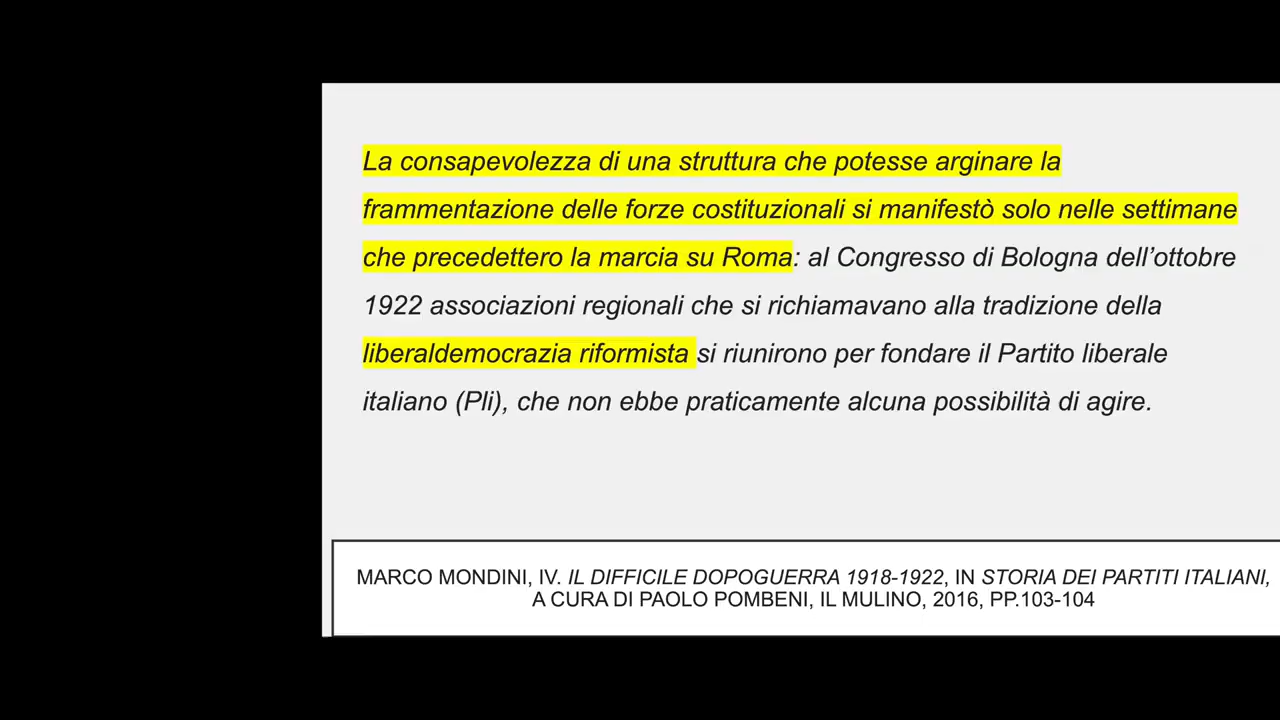 La consapevolezza di una struttura che potesse arginare la
frammentazione delle forze costituzionali si manifestò solo nelle settimane
che precedettero la marcia su Roma: al Congresso di Bologna dell’ottobre
1922 associazioni regionali che si richiamavano alla tradizione della
liberaldemocrazia riformista si riunirono per fondare il Partito liberale
italiano (Pli), che non ebbe praticamente alcuna possibilità di agire.
MARCO MONDINI, IV. IL DIFFICILE DOPOGUERRA 1918-1922, IN STORIA DEI PARTITI ITALIANI,
A CURA DI PAOLO POMBENI, IL MULINO, 2016, PP.103-104